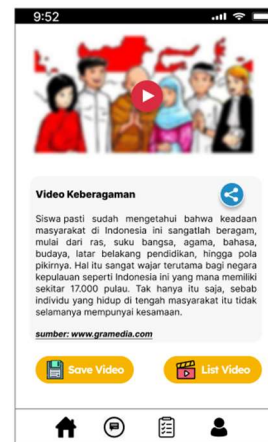 9:52
Video Keberagaman
Siswa pasti sudah mengetahui bahwa keadaan
masyarakat di Indonesia ini sangatlah beragam,
mulai dari ras, suku bangsa, agama, bahasa,
budaya, latar belakang pendidikan, hingga pola
pikirnya. Hal itu sangat wajar terutama bagi negara
kepulauan seperti Indonesia ini yang mana memiliki
sekitar 17.000 pulau. Tak hanya itu saja, sebab
individu yang hidup di tengah masyarakat itu tidak
selamanya mempunyai kesamaan.
sumber: www.gramedia.com
Save Video
List Video